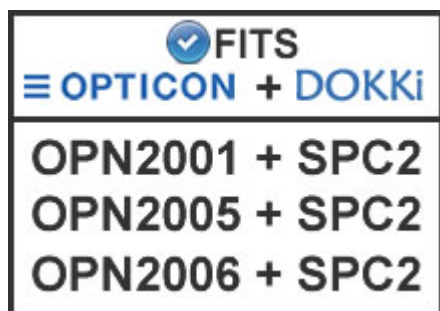 FITS
OPTICON + DOKKi
OPN2001 + SPC2
OPN2005 + SPC2
OPN2006 + SPC2